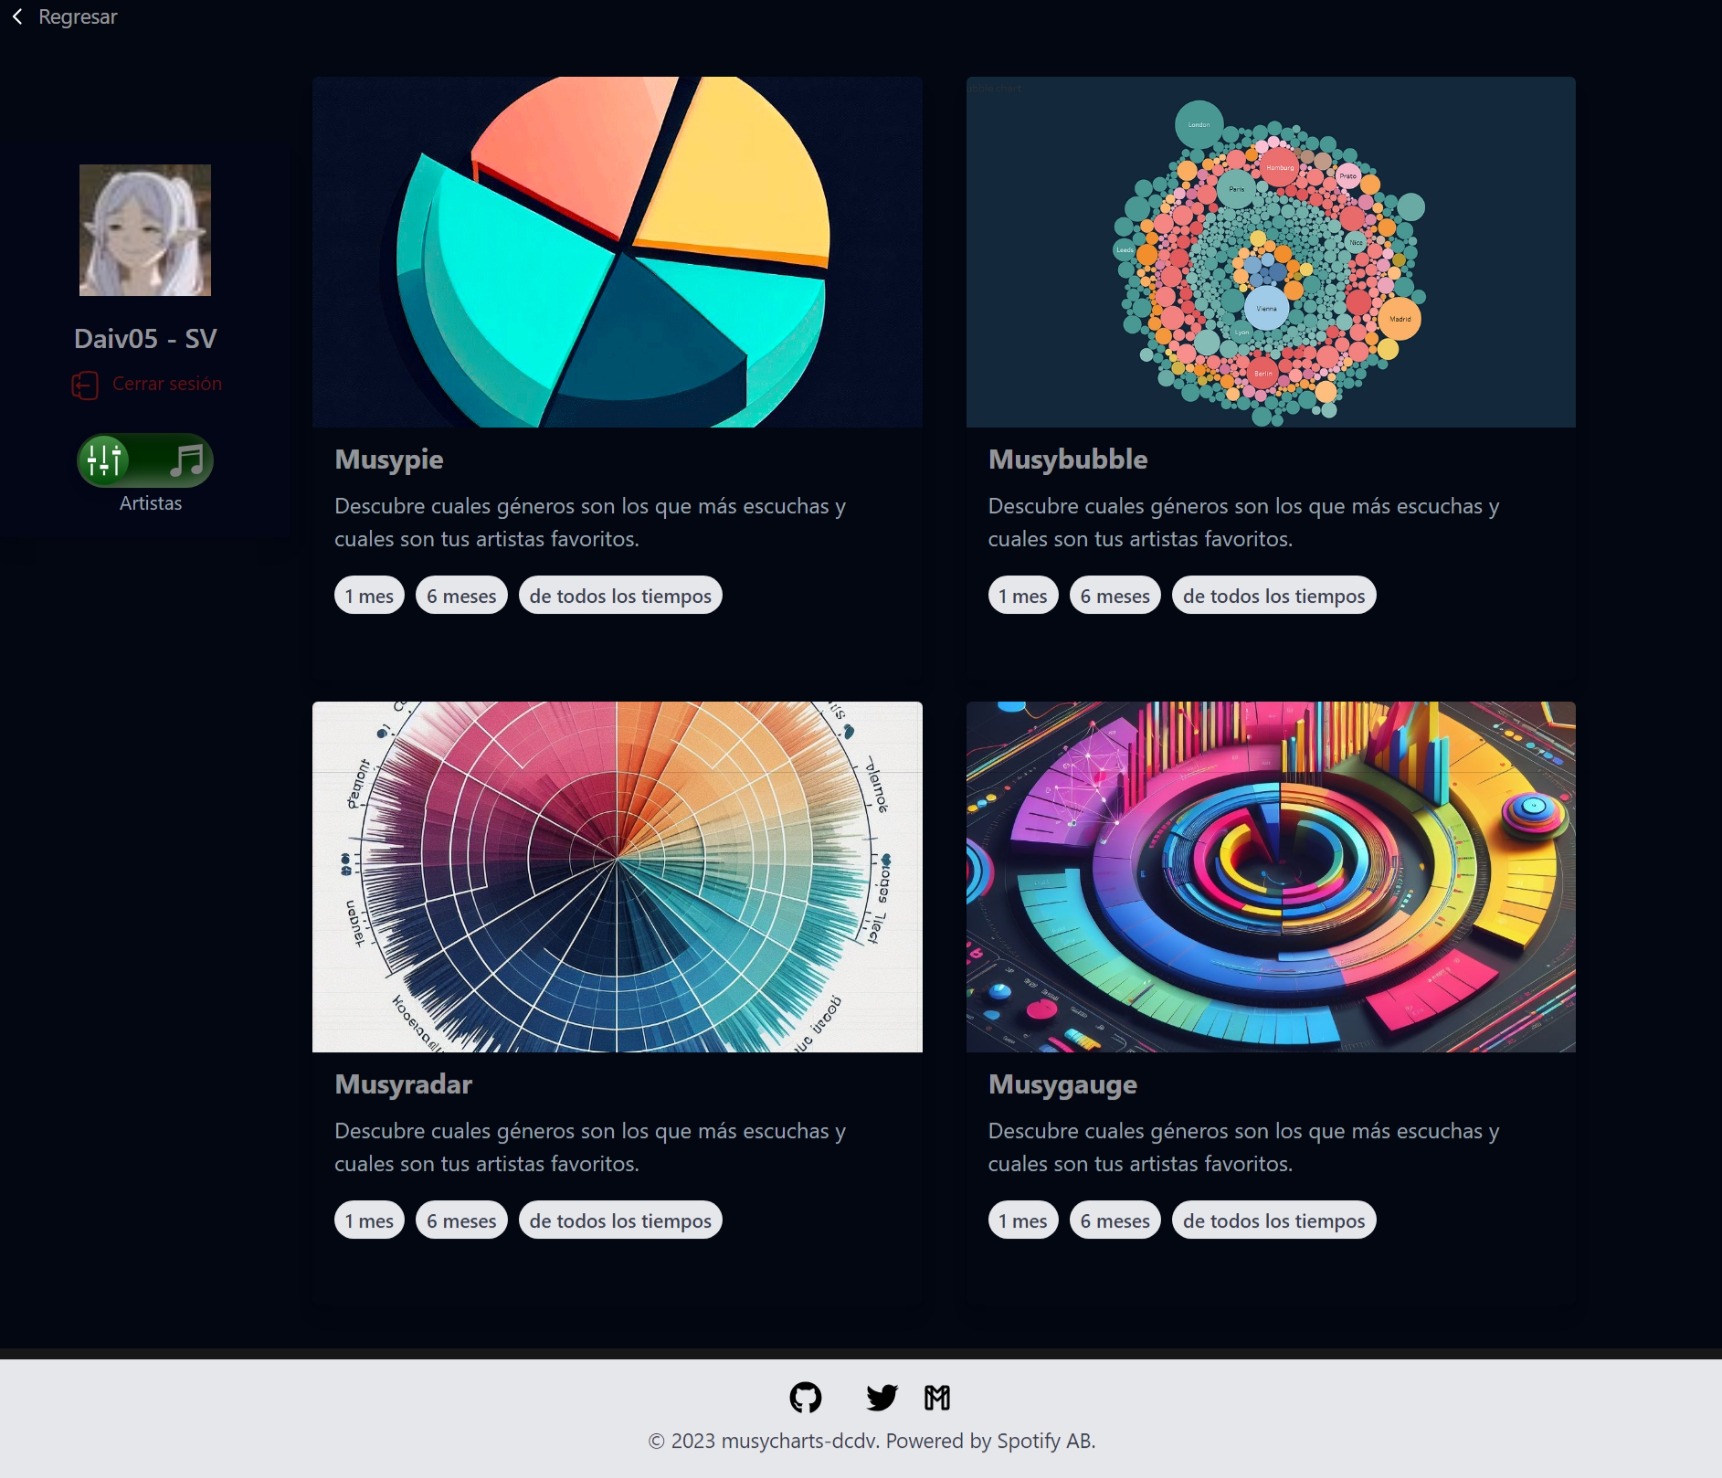 Regresar
Daiv05 - SV
Cerrar sesión
Artistas
London
Hamburg
Prato
Paris
Nice
Leeds
Vienna
Madrid
Lyon
Berlin
Musypie
Descubre cuales géneros son los que más escuchas y
cuales son tus artistas favoritos.
1 mes
6 meses
de todos los tiempos
Musybubble
Descubre cuales géneros son los que más escuchas y
cuales son tus artistas favoritos.
1 mes
6 meses
de todos los tiempos
Musyradar
Descubre cuales géneros son los que más escuchas y
cuales son tus artistas favoritos.
1 mes
6 meses
de todos los tiempos
Musygauge
Descubre cuales géneros son los que más escuchas y
cuales son tus artistas favoritos.
1 mes
6 meses
de todos los tiempos
© 2023 musycharts-dcdv. Powered by Spotify AB.